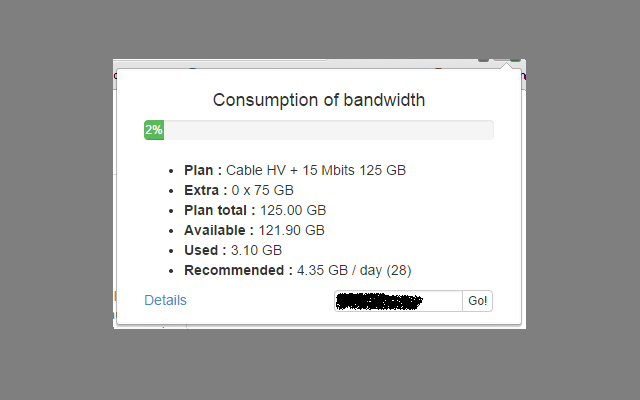 Consumption of bandwidth
2%
Plan : Cable HV + 15 Mbits 125 GB
Extra : 0 x 75 GB
Plan total : 125.00 GB
Available : 121.90 GB
Used : 3.10 GB
Recommended : 4.35 GB / day (28)
Details
Go!